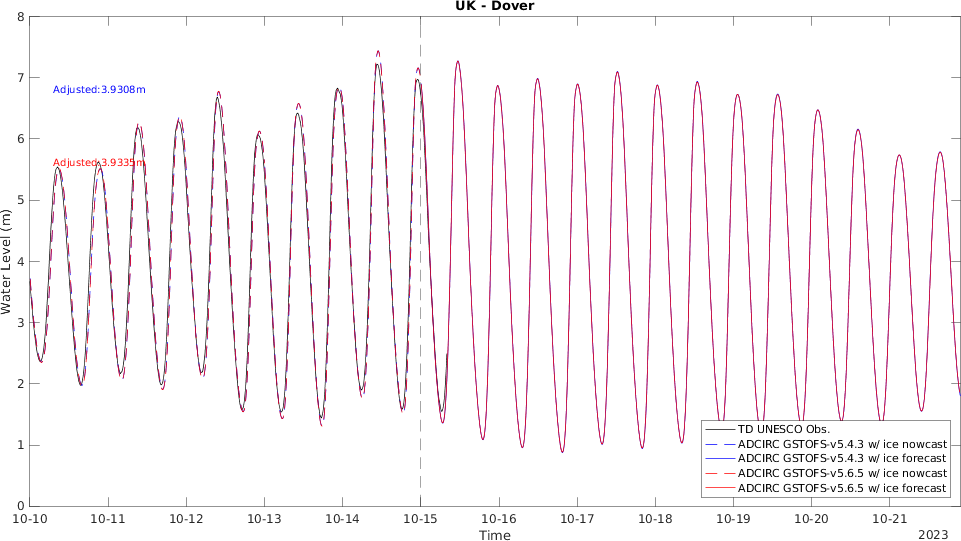 UK - Dover
8
7
6
5
4
3
2
1
0
Water Level (m)
Adjusted:3.9308m
Adjusted:3.9335m
TD UNESCO Obs.
ADCIRC GSTOFS-v5.4.3 w/ ice nowcast
ADCIRC GSTOFS-v5.4.3 w/ ice forecast
ADCIRC GSTOFS-v5.6.5 w/ ice nowcast
ADCIRC GSTOFS-v5.6.5 w/ ice forecast
10-10 10-11 10-12 10-13 10-14 10-15 10-16 10-17 10-18 10-19 10-20 10-21
Time
2023